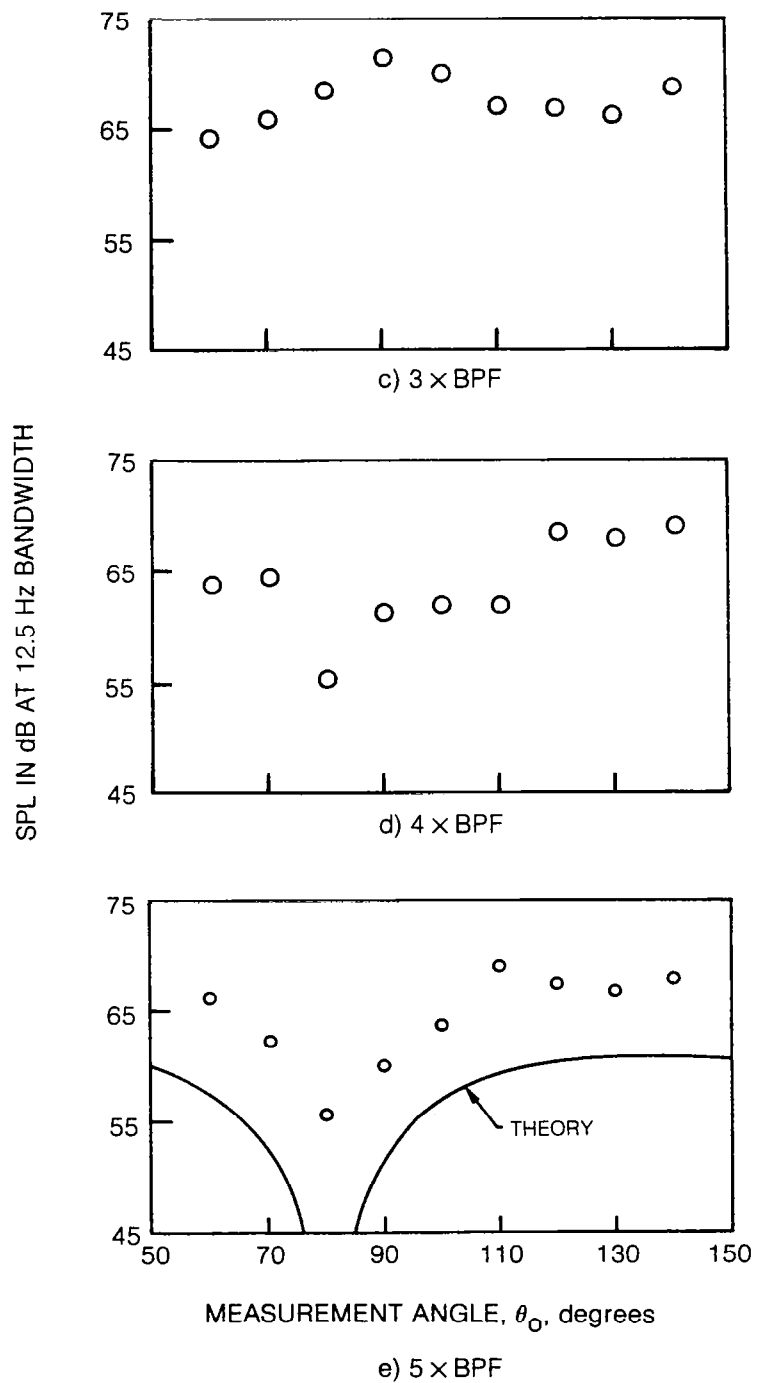 75
65
55
45
c) 3 × BPF
SPL IN dB AT 12.5 Hz BANDWIDTH
75
65
55
45
d) 4 × BPF
75
65
55
45
THEORY
50 70 90 110 130 150
MEASUREMENT ANGLE, θo, degrees
e) 5 × BPF